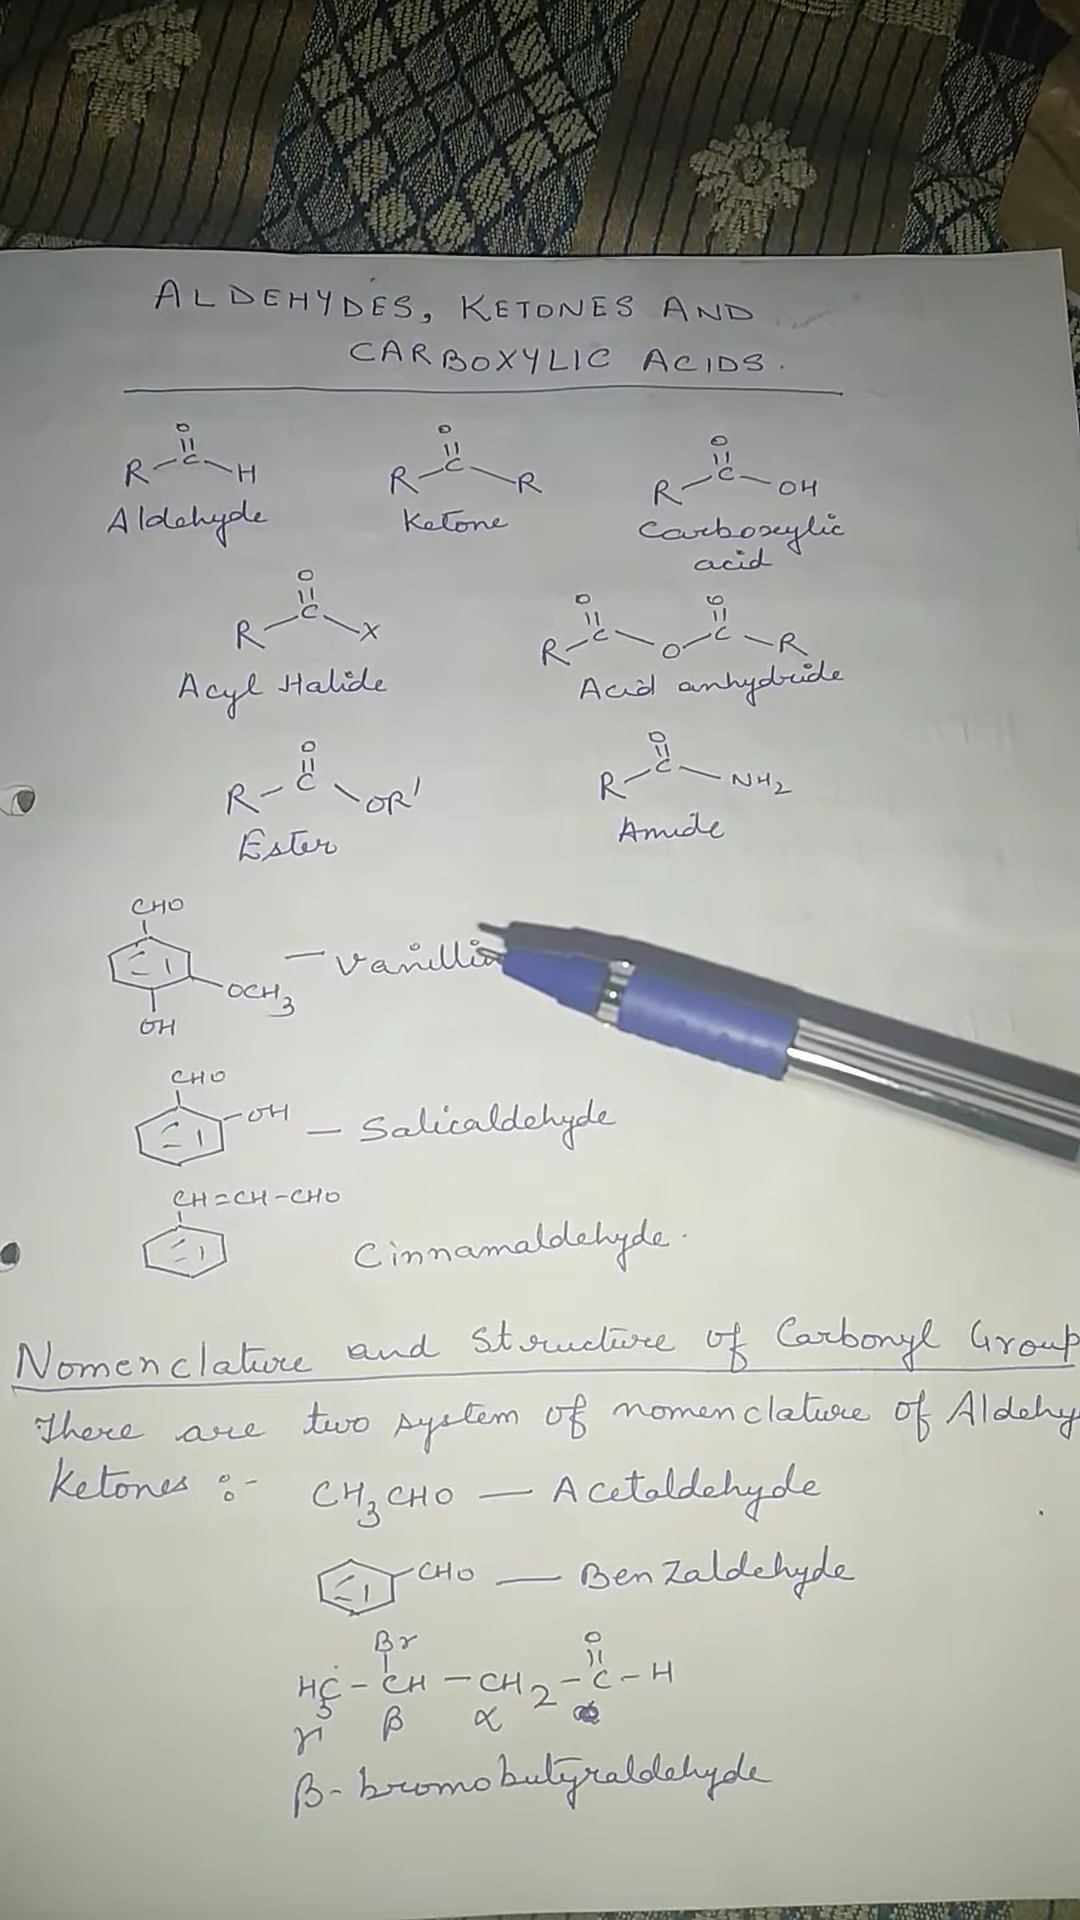 ALDEHYDES, KETONES AND
CARBOXYLIC ACIDS.
O O O
R-C-H R-C-R R-C-OH
Aldehyde Ketone Carboxylic
acid
O O O
R-C-X R-C-O-C-R
Acyl Halide Acid anhydride
O O
R-C-OR' R-C-NH2
Ester Amide
CHO
- Vanillin
OCH3
OH
CHO
OH - Salicaldehyde
CH=CH-CHO
Cinnamaldehyde.
Nomenclature and Structure of Carbonyl Group
There are two system of nomenclature of Aldehy
Ketones :- CH3CHO - Acetaldehyde
CHO - Benzaldehyde
Br O
H3C-CH-CH2-C-H
γ β α
β-bromobutyraldehyde